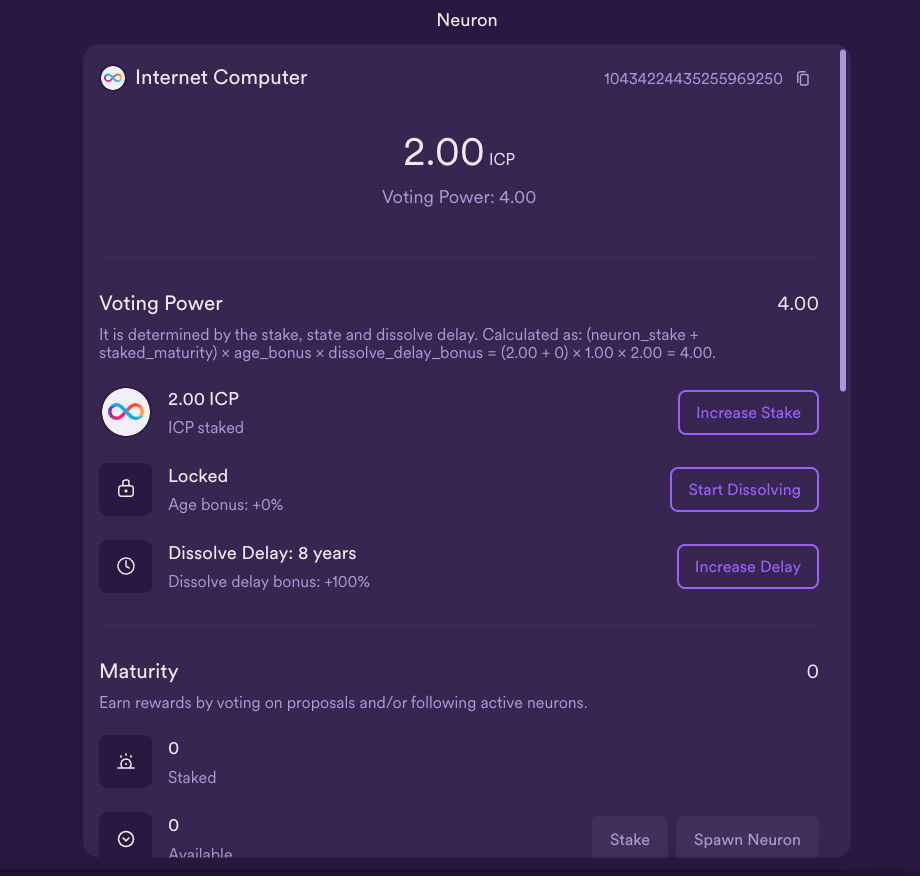 Neuron
Internet Computer
10434224435255969250
2.00 ICP
Voting Power: 4.00
Voting Power
4.00
It is determined by the stake, state and dissolve delay. Calculated as: (neuron_stake +
staked_maturity) × age_bonus × dissolve_delay_bonus = (2.00 + 0) × 1.00 × 2.00 = 4.00.
2.00 ICP
ICP staked
Increase Stake
Locked
Age bonus: +0%
Start Dissolving
Dissolve Delay: 8 years
Dissolve delay bonus: +100%
Increase Delay
Maturity
0
Earn rewards by voting on proposals and/or following active neurons.
0
Staked
0
Available
Stake
Spawn Neuron